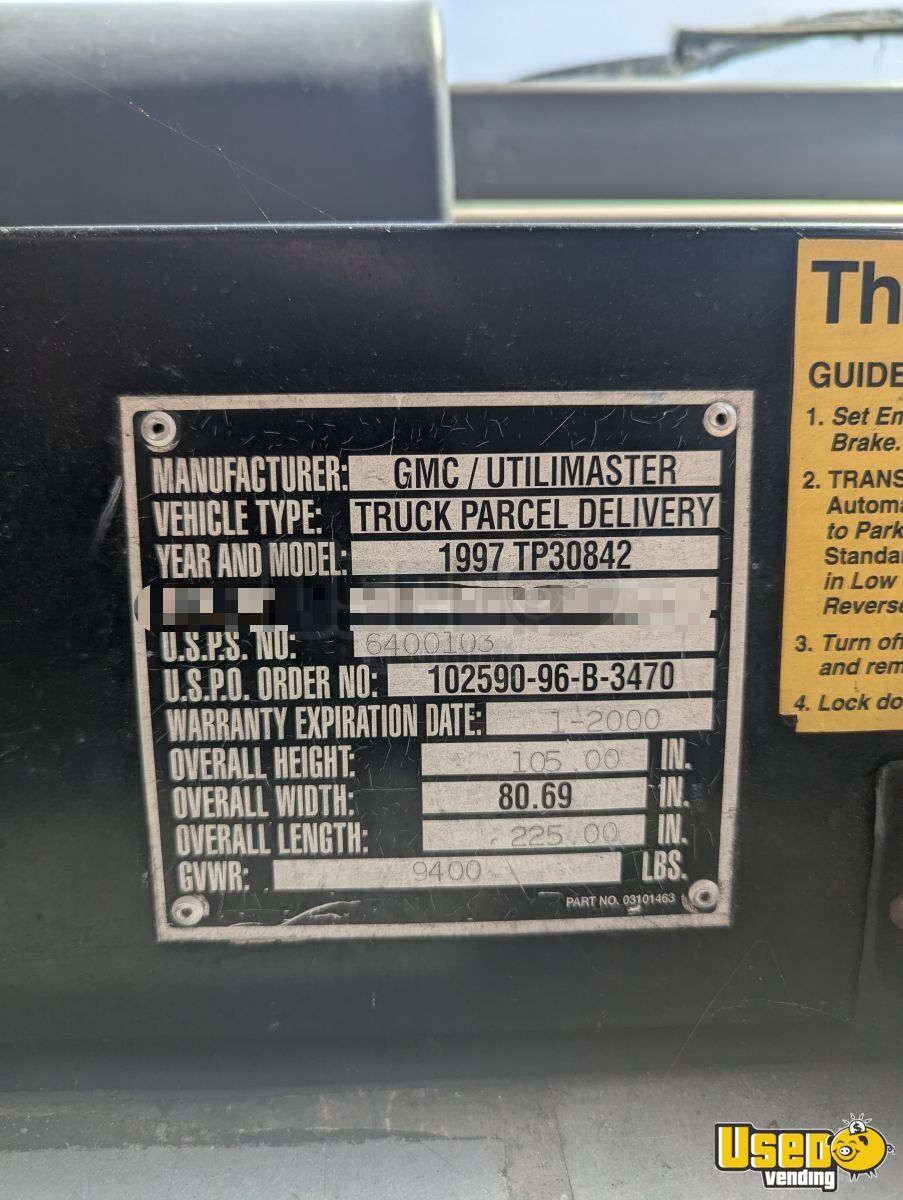 MANUFACTURER: GMC / UTILIMASTER
VEHICLE TYPE: TRUCK PARCEL DELIVERY
YEAR AND MODEL: 1997 TP30842
U.S.P.S. NO: 6400103
U.S.P.O. ORDER NO: 102590-96-B-3470
WARRANTY EXPIRATION DATE: 1-2000
OVERALL HEIGHT: 105.00 IN.
OVERALL WIDTH: 80.69 IN.
OVERALL LENGTH: 225.00 IN.
GVWR: 9400 LBS.
PART NO. 03101463
Th
GUIDE
1. Set Em
Brake.
2. TRANS
Automa
to Park
Standar
in Low
Reverse
3. Turn off
and rem
4. Lock do
USED
vending